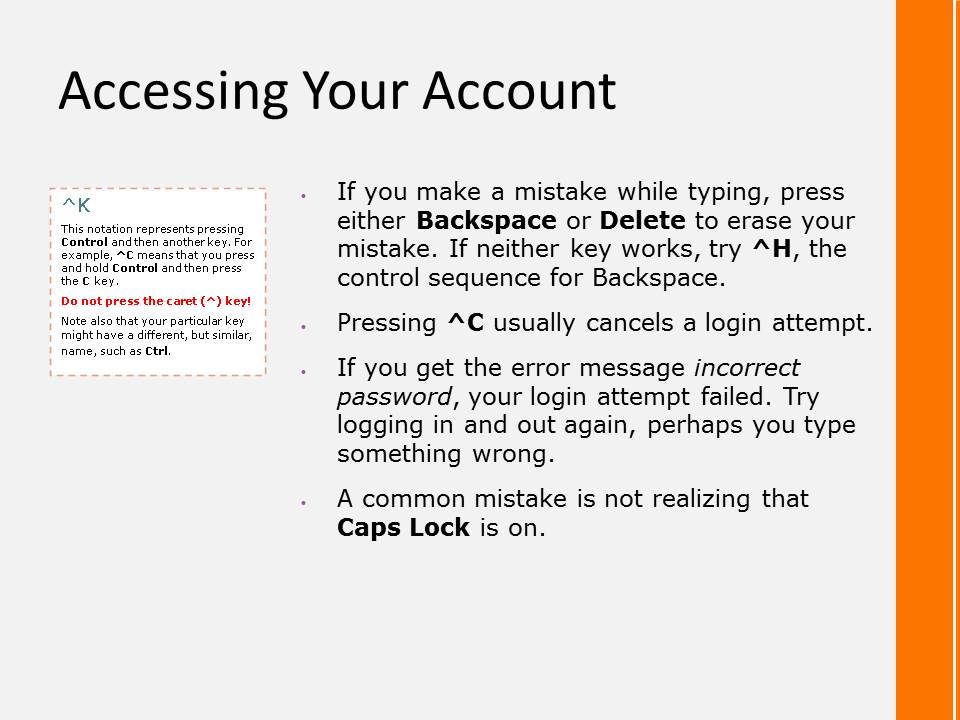 Accessing Your Account
^K
This notation represents pressing
Control and then another key. For
example, ^C means that you press
and hold Control and then press
the C key.
Do not press the caret (^) key!
Note also that your particular key
might have a different, but similar,
name, such as Ctrl.
• If you make a mistake while typing, press
either Backspace or Delete to erase your
mistake. If neither key works, try ^H, the
control sequence for Backspace.
• Pressing ^C usually cancels a login attempt.
• If you get the error message incorrect
password, your login attempt failed. Try
logging in and out again, perhaps you type
something wrong.
• A common mistake is not realizing that
Caps Lock is on.